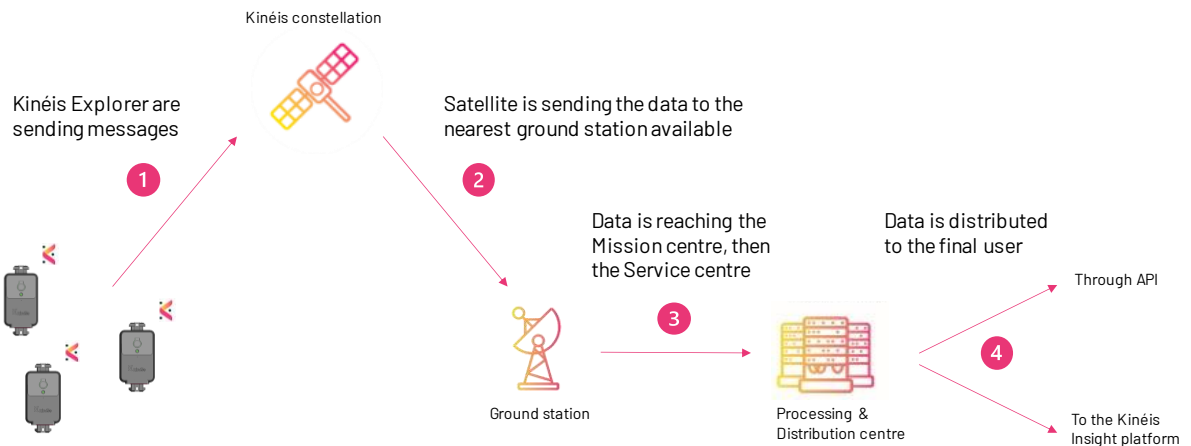 Kinéis constellation
Kinéis Explorer are
sending messages
1
Satellite is sending the data to the
nearest ground station available
2
Data is reaching the
Mission centre, then
the Service centre
3
Data is distributed
to the final user
Through API
4
Ground station
Processing &
Distribution centre
To the Kinéis
Insight platform